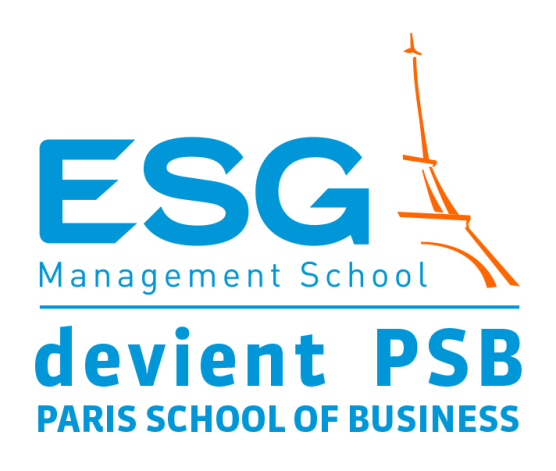 ESG
Management School
devient PSB
PARIS SCHOOL OF BUSINESS